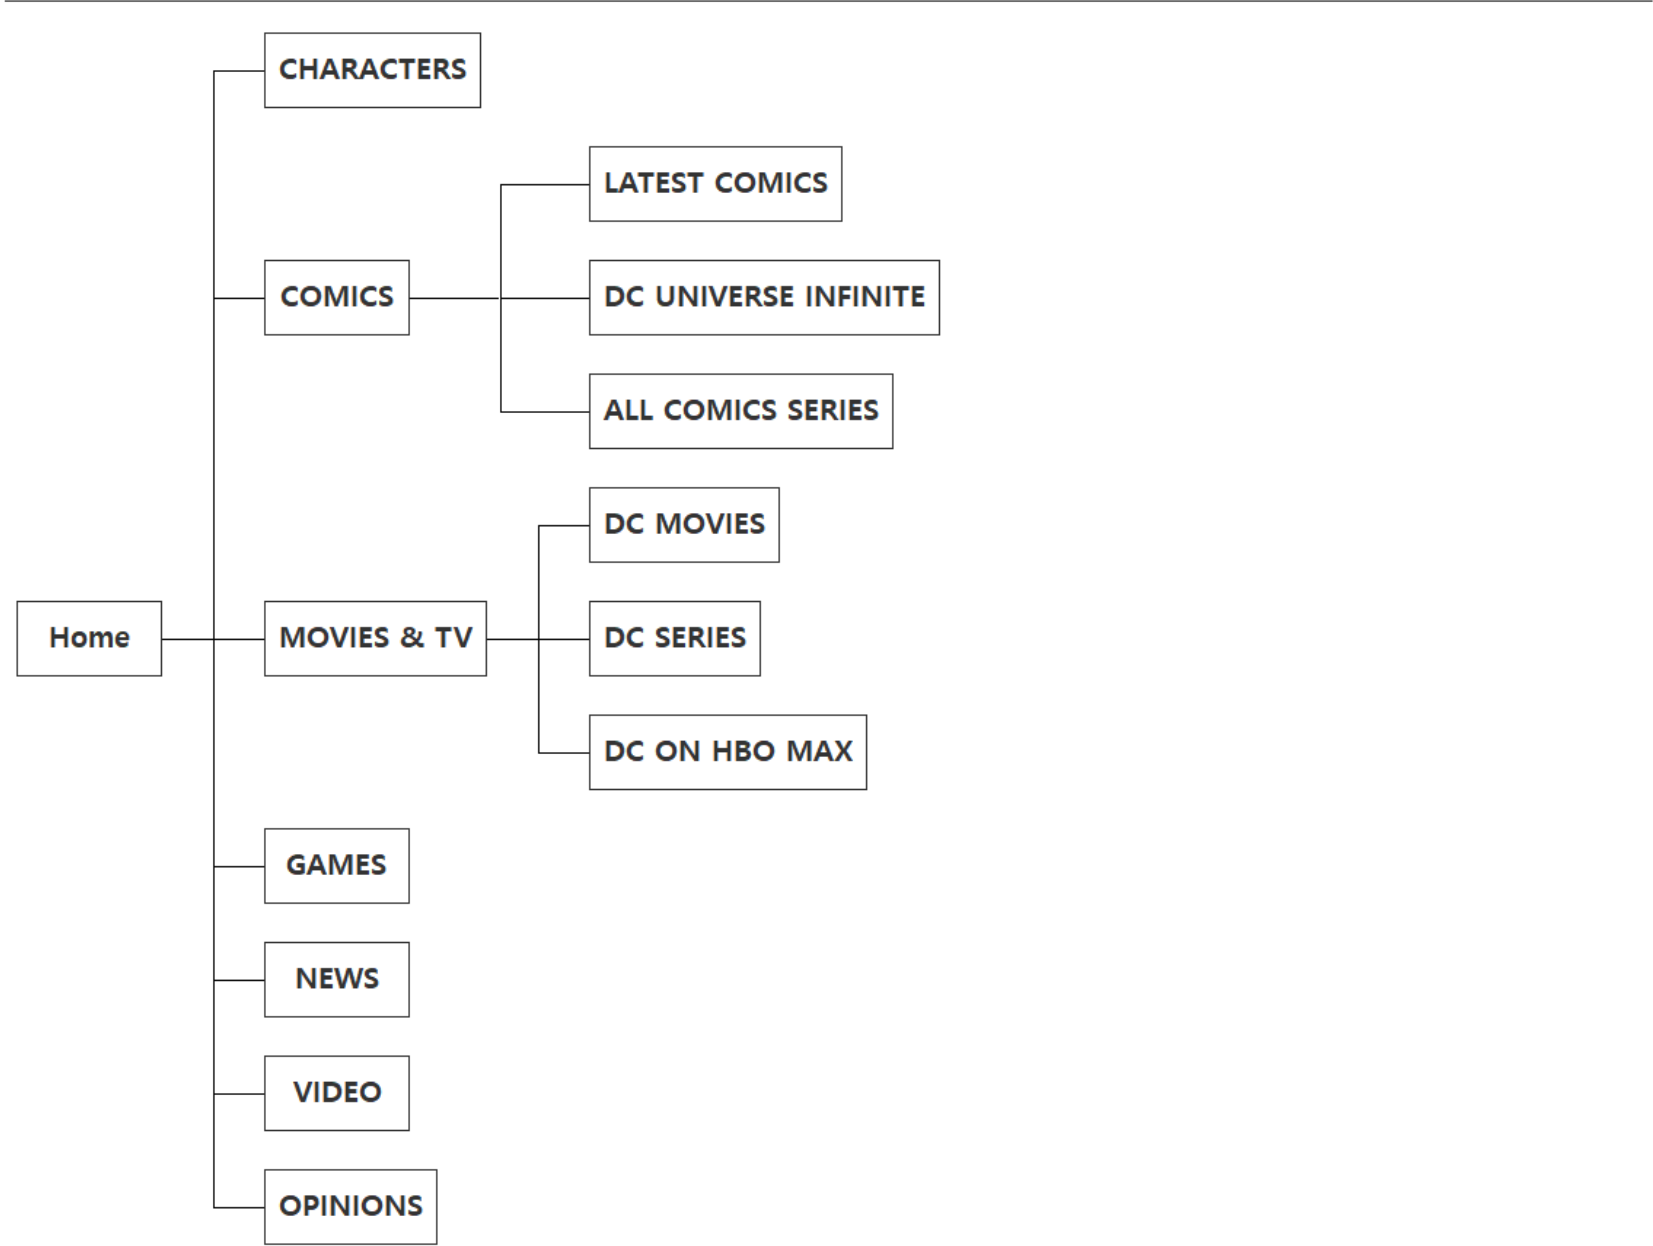 CHARACTERS
LATEST COMICS
COMICS
DC UNIVERSE INFINITE
ALL COMICS SERIES
DC MOVIES
Home
MOVIES & TV
DC SERIES
DC ON HBO MAX
GAMES
NEWS
VIDEO
OPINIONS